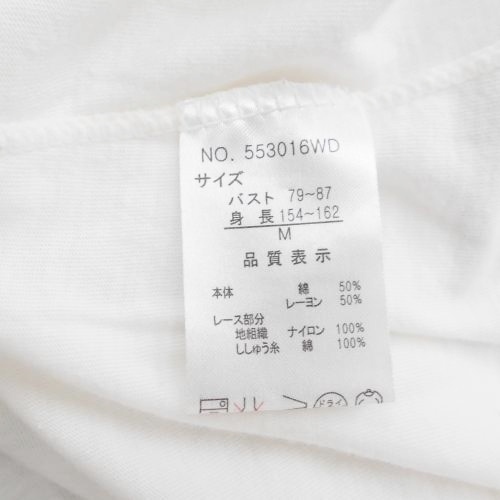 NO. 553016WD
サイズ
バスト 79~87
身 長 154~162
M
品質表示
本体 綿 50%
レーヨン 50%
レース部分
地組織 ナイロン 100%
ししゅう糸 綿 100%
ドライ